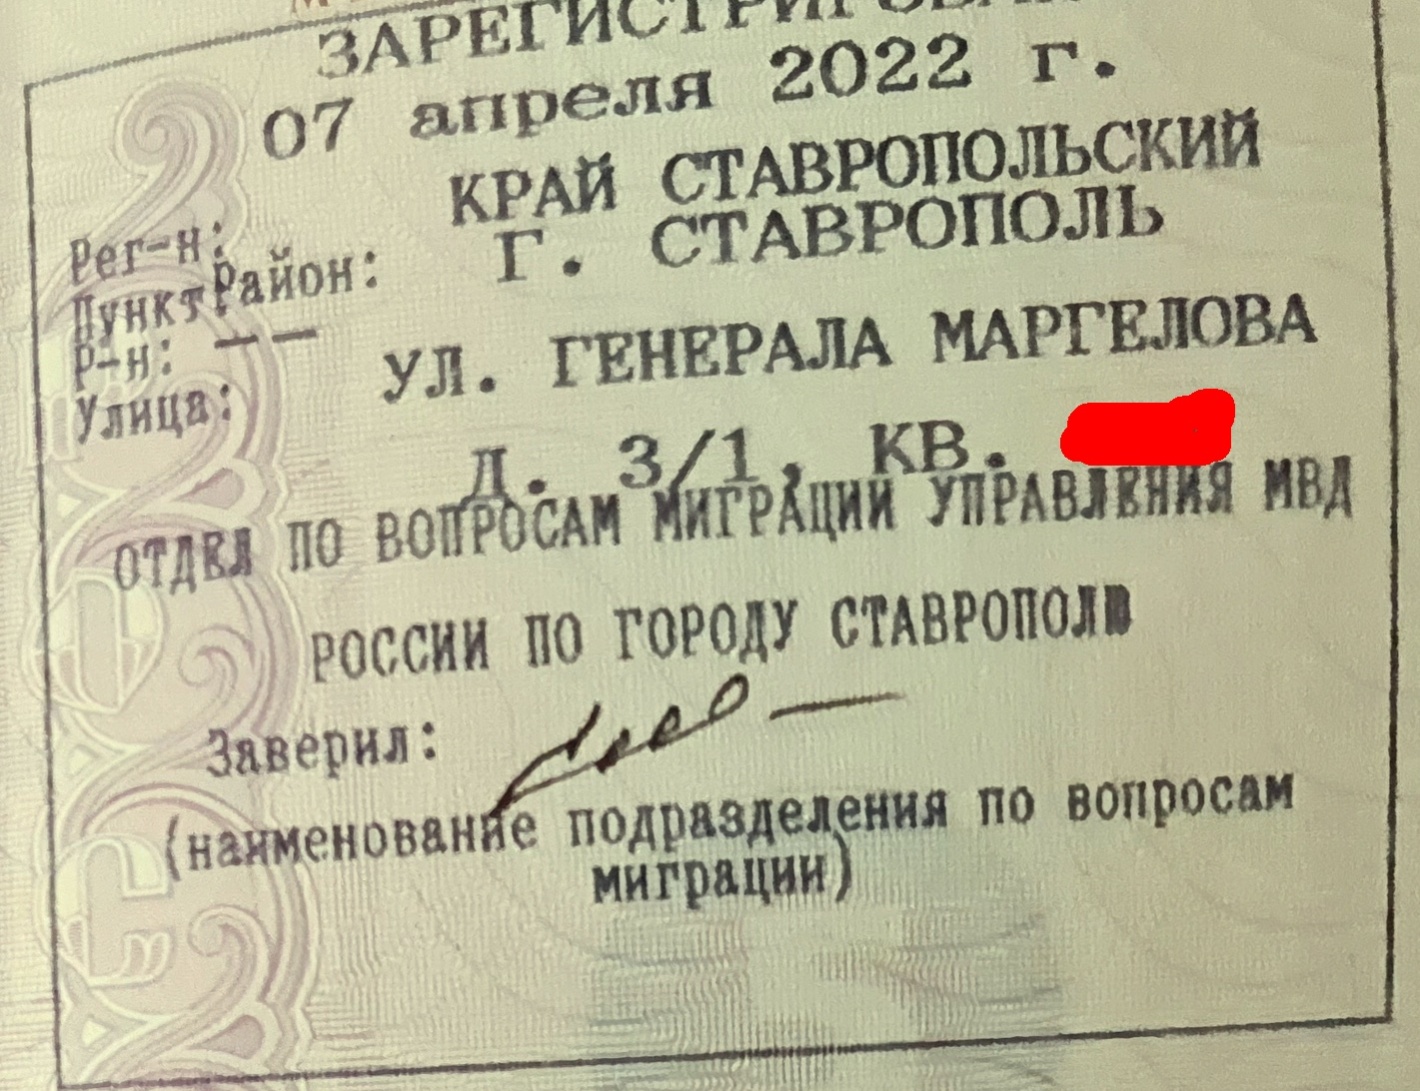 ЗАРЕГИСТРИРОВАН
07 апреля 2022 г.
Рег-н: КРАЙ СТАВРОПОЛЬСКИЙ
Район:
Пункт: Г. СТАВРОПОЛЬ
Р-н: --
Улица: УЛ. ГЕНЕРАЛА МАРГЕЛОВА
д. 3/1, КВ.
ОТДЕЛ ПО ВОПРОСАМ МИГРАЦИИ УПРАВЛЕНИЯ МВД
РОССИИ ПО ГОРОДУ СТАВРОПОЛЮ
Заверил:
(наименование подразделения по вопросам
миграции)